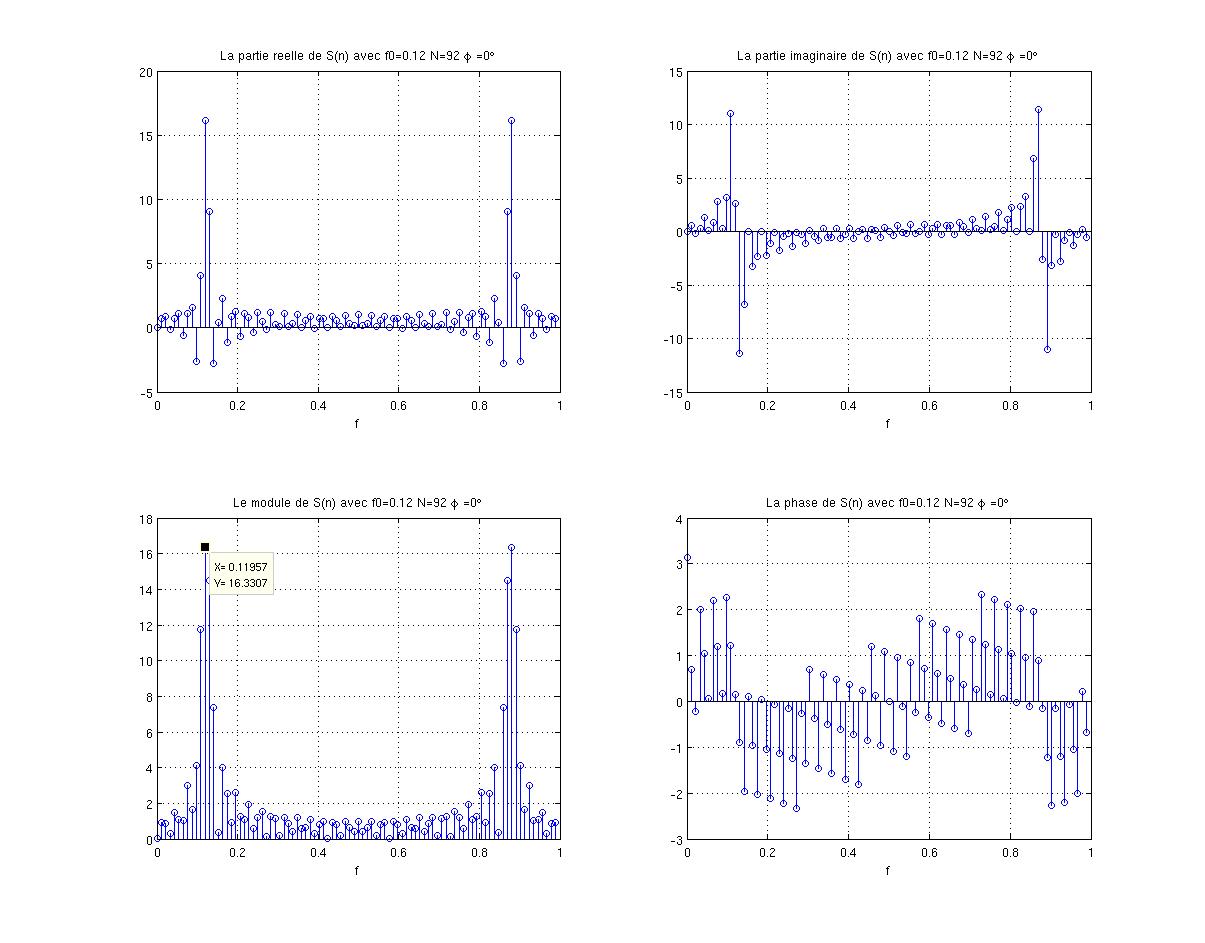 La partie reelle de S(n) avec f0=0.12 N=92 ϕ =0°
20
15
10
5
0
-5
0 0.2 0.4 0.6 0.8 1
f
La partie imaginaire de S(n) avec f0=0.12 N=92 ϕ =0°
15
10
5
0
-5
-10
-15
0 0.2 0.4 0.6 0.8 1
f
Le module de S(n) avec f0=0.12 N=92 ϕ =0°
18
16
14
12
10
8
6
4
2
0
X= 0.11957
Y= 16.3307
0 0.2 0.4 0.6 0.8 1
f
La phase de S(n) avec f0=0.12 N=92 ϕ =0°
4
3
2
1
0
-1
-2
-3
0 0.2 0.4 0.6 0.8 1
f